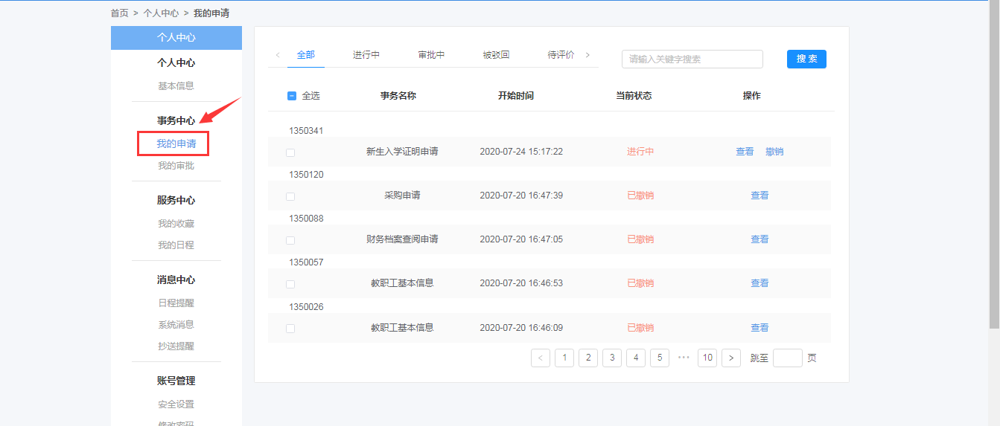 首页 > 个人中心 > 我的申请
个人中心
个人中心
基本信息
事务中心
我的申请
我的审批
服务中心
我的收藏
我的日程
消息中心
日程提醒
系统消息
抄送提醒
账号管理
安全设置
修改密码
< 全部 进行中 审批中 被驳回 待评价 >
请输入关键字搜索
搜 索
全选 事务名称 开始时间 当前状态 操作
1350341
新生入学证明申请 2020-07-24 15:17:22 进行中 查看 撤销
1350120
采购申请 2020-07-20 16:47:39 已撤销 查看
1350088
财务档案查阅申请 2020-07-20 16:47:05 已撤销 查看
1350057
教职工基本信息 2020-07-20 16:46:53 已撤销 查看
1350026
教职工基本信息 2020-07-20 16:46:09 已撤销 查看
< 1 2 3 4 5 ••• 10 > 跳至 页